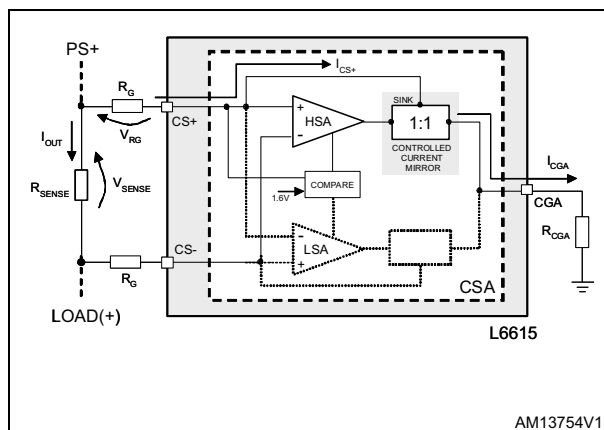 PS+
R_G
I_CS+
CS+
V_RG
SINK
+
HSA
-
1:1
CONTROLLED
CURRENT
MIRROR
I_OUT
I_CGA
R_SENSE
V_SENSE
COMPARE
1.6V
CGA
-
LSA
+
R_CGA
CS-
R_G
CSA
LOAD(+)
L6615
AM13754V1